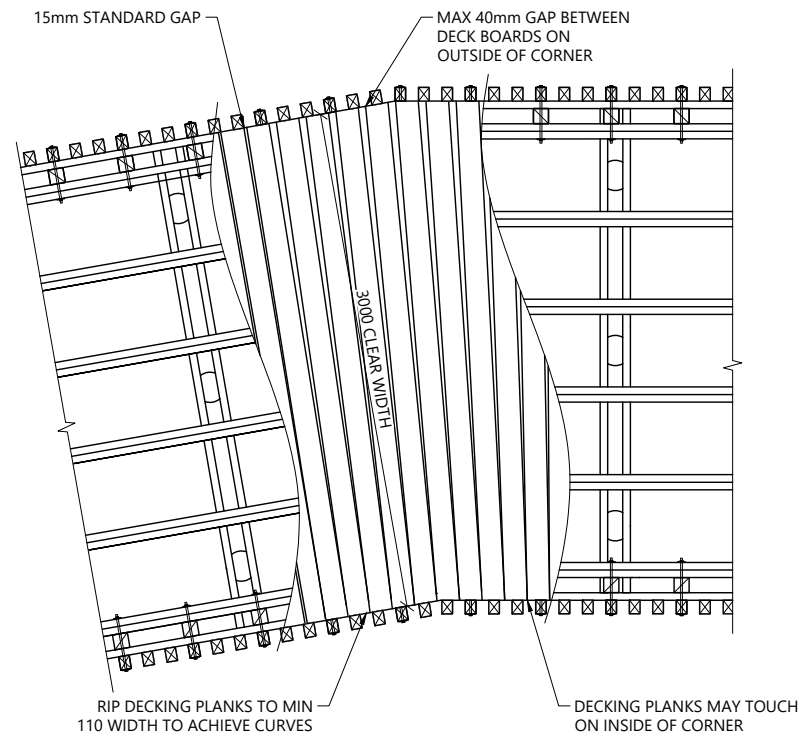 15mm STANDARD GAP
MAX 40mm GAP BETWEEN
DECK BOARDS ON
OUTSIDE OF CORNER
3000 CLEAR WIDTH
RIP DECKING PLANKS TO MIN
110 WIDTH TO ACHIEVE CURVES
DECKING PLANKS MAY TOUCH
ON INSIDE OF CORNER